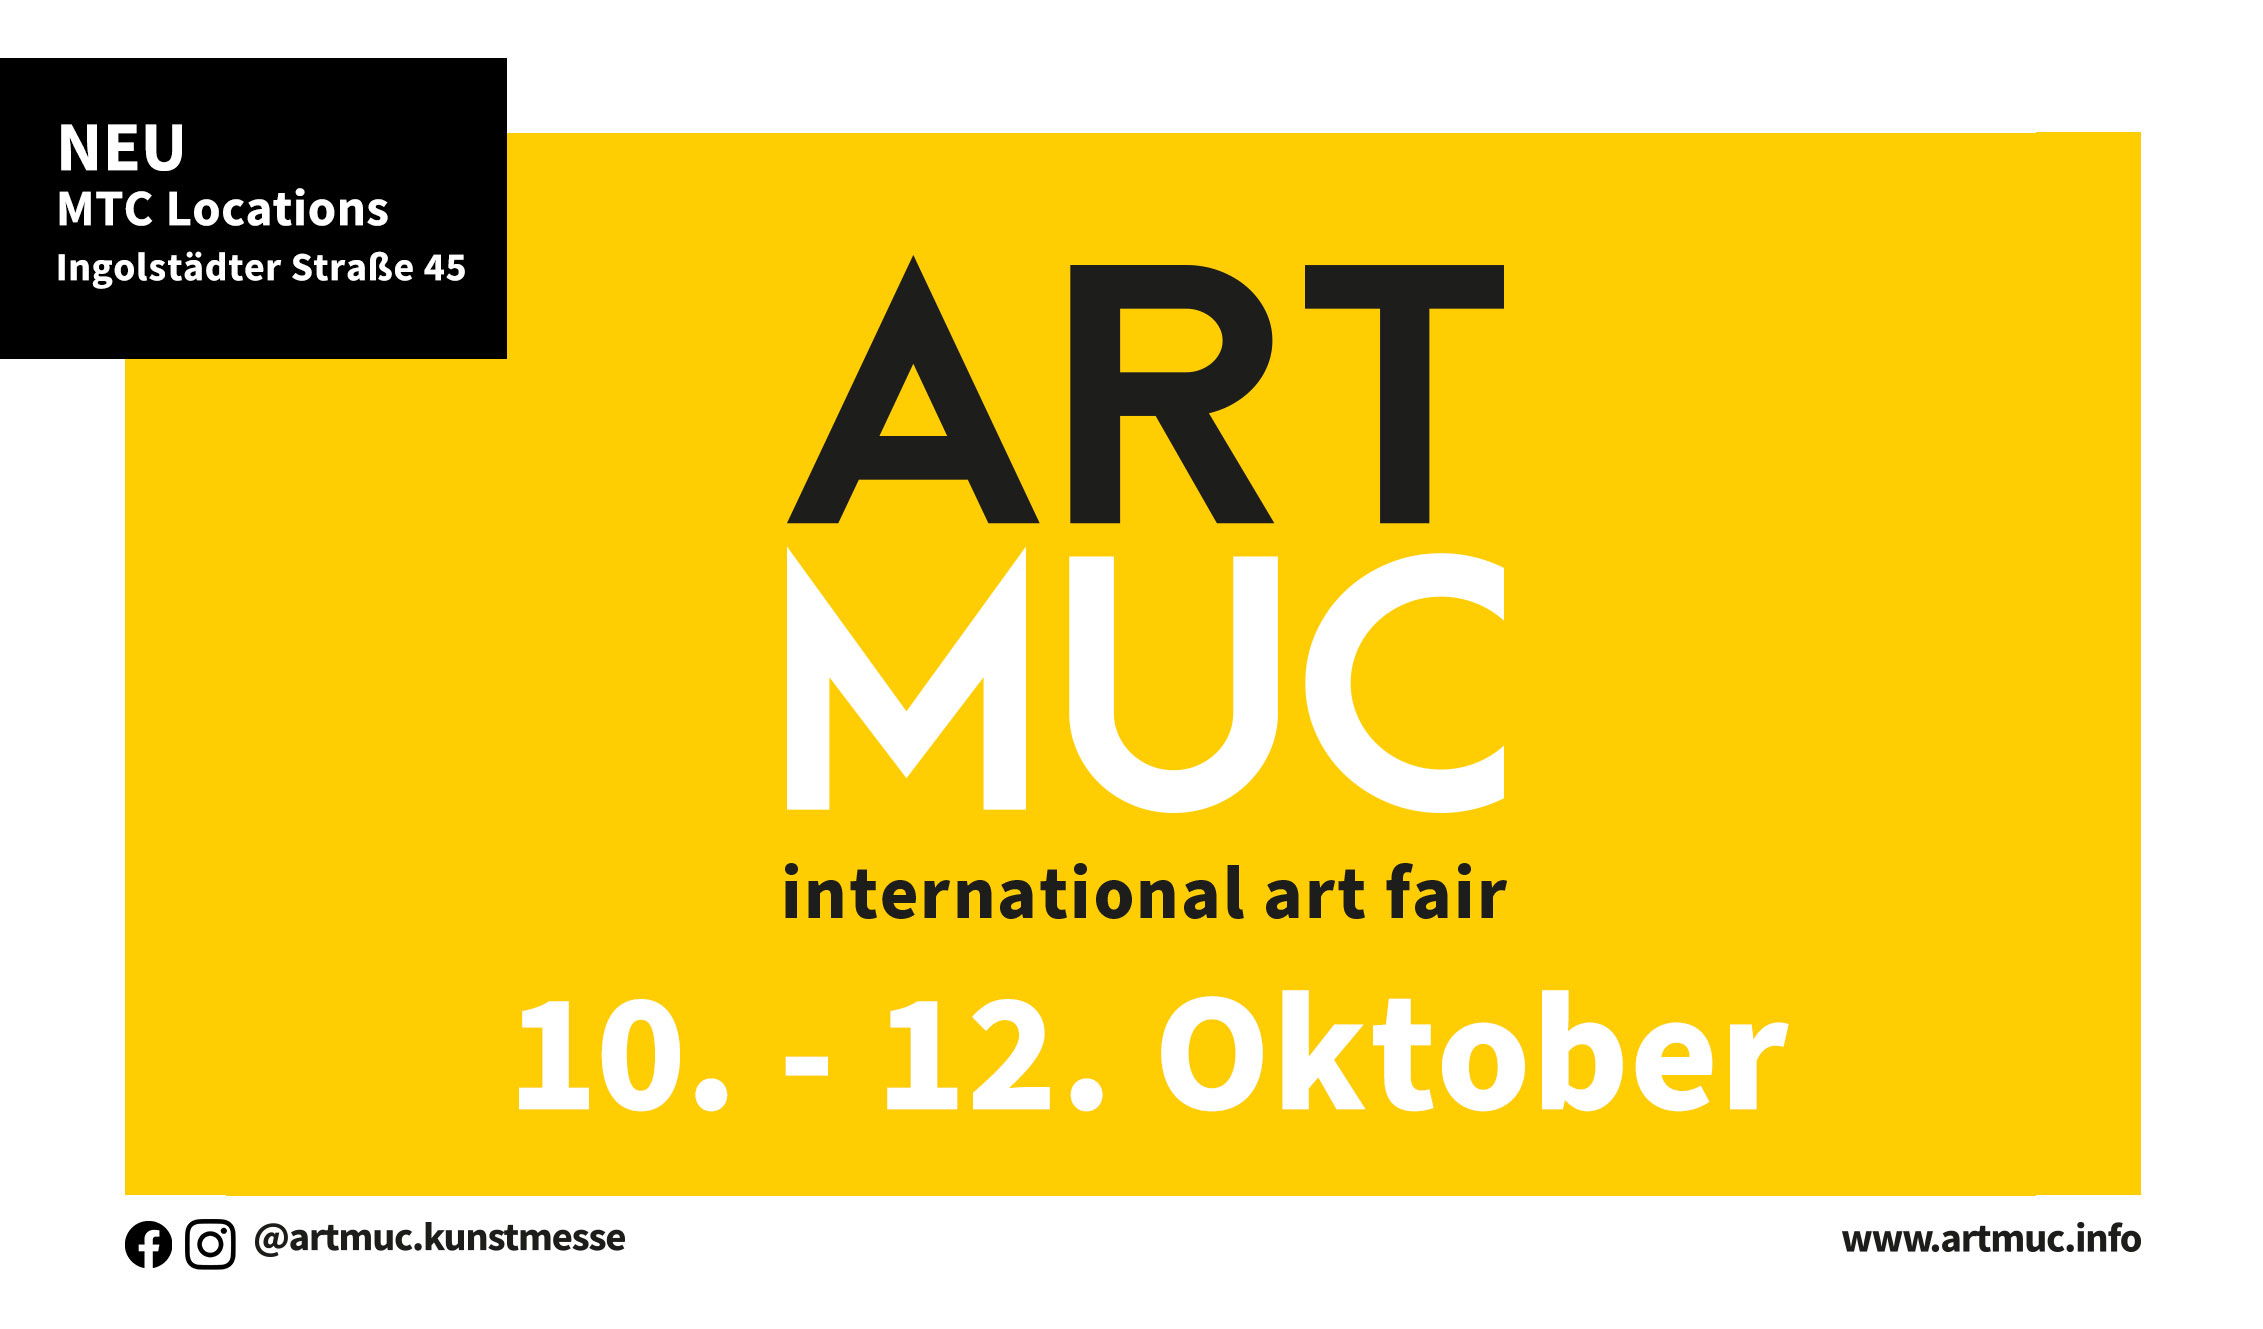 NEU
MTC Locations
Ingolstädter Straße 45
ART
MUC
international art fair
10. - 12. Oktober
@artmuc.kunstmesse
www.artmuc.info